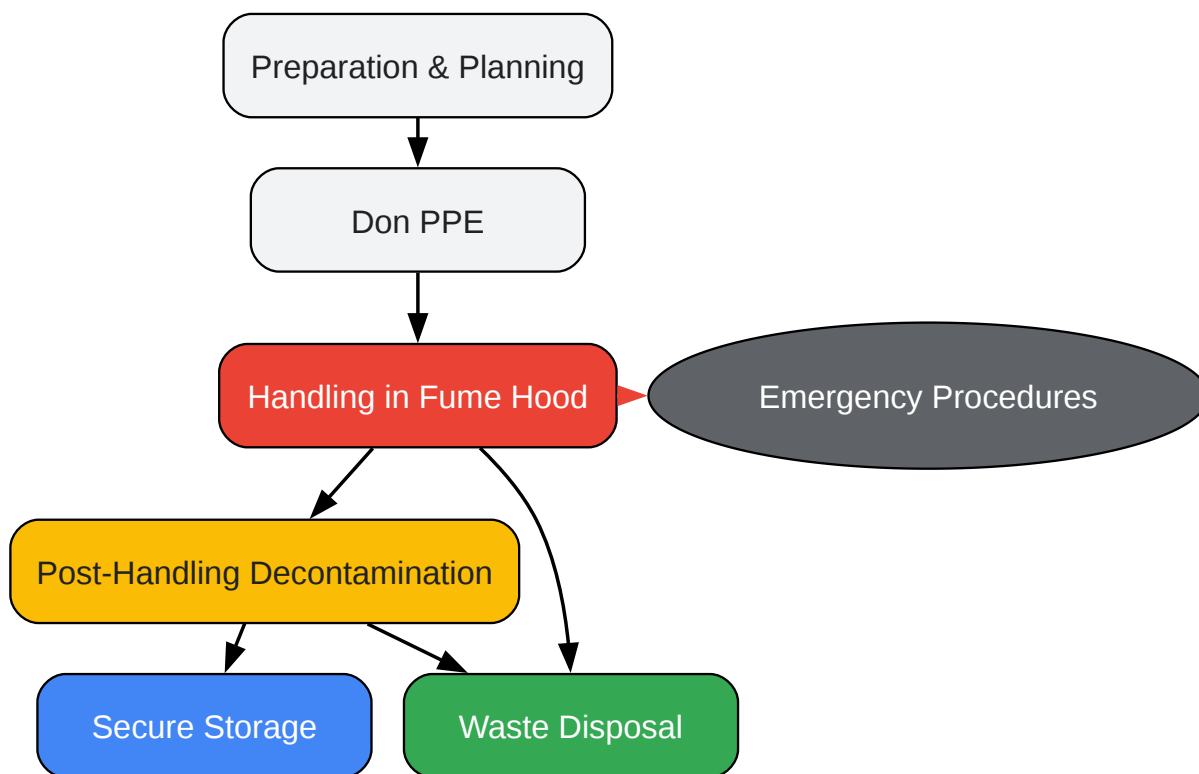 Preparation & Planning
Don PPE
Handling in Fume Hood
Emergency Procedures
Post-Handling Decontamination
Secure Storage
Waste Disposal